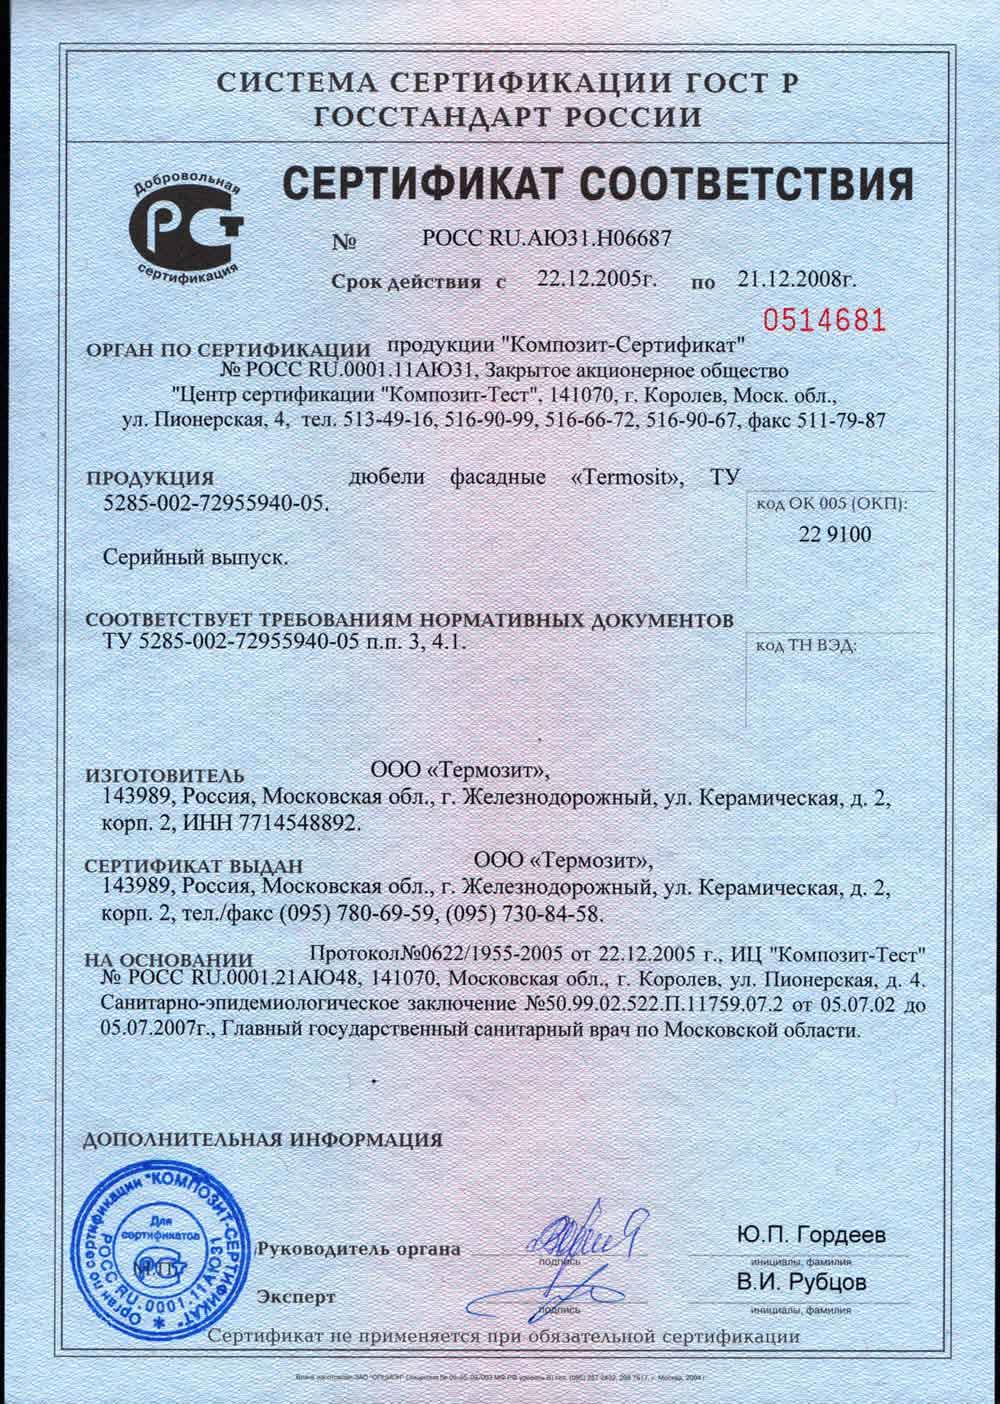 СИСТЕМА СЕРТИФИКАЦИИ ГОСТ Р
ГОССТАНДАРТ РОССИИ
Добровольная
РСТ
сертификация
СЕРТИФИКАТ СООТВЕТСТВИЯ
№ РОСС RU.АЮ31.Н06687
Срок действия с 22.12.2005г. по 21.12.2008г.
0514681
ОРГАН ПО СЕРТИФИКАЦИИ продукции "Композит-Сертификат"
№ РОСС RU.0001.11АЮ31, Закрытое акционерное общество
"Центр сертификации "Композит-Тест", 141070, г. Королев, Моск. обл.,
ул. Пионерская, 4, тел. 513-49-16, 516-90-99, 516-66-72, 516-90-67, факс 511-79-87
ПРОДУКЦИЯ дюбели фасадные «Termosit», ТУ
5285-002-72955940-05.
код ОК 005 (ОКП):
22 9100
Серийный выпуск.
СООТВЕТСТВУЕТ ТРЕБОВАНИЯМ НОРМАТИВНЫХ ДОКУМЕНТОВ
ТУ 5285-002-72955940-05 п.п. 3, 4.1.
код ТН ВЭД:
ИЗГОТОВИТЕЛЬ ООО «Термозит»,
143989, Россия, Московская обл., г. Железнодорожный, ул. Керамическая, д. 2,
корп. 2, ИНН 7714548892.
СЕРТИФИКАТ ВЫДАН ООО «Термозит»,
143989, Россия, Московская обл., г. Железнодорожный, ул. Керамическая, д. 2,
корп. 2, тел./факс (095) 780-69-59, (095) 730-84-58.
НА ОСНОВАНИИ Протокол№0622/1955-2005 от 22.12.2005 г., ИЦ "Композит-Тест"
№ РОСС RU.0001.21АЮ48, 141070, Московская обл., г. Королев, ул. Пионерская, д. 4.
Санитарно-эпидемиологическое заключение №50.99.02.522.П.11759.07.2 от 05.07.02 до
05.07.2007г., Главный государственный санитарный врач по Московской области.
ДОПОЛНИТЕЛЬНАЯ ИНФОРМАЦИЯ
Орган по сертификации "КОМПОЗИТ-СЕРТИФИКАТ"
РОСС RU.0001.11АЮ31
Для
сертификатов
М.П.
Руководитель органа
подпись
Ю.П. Гордеев
инициалы, фамилия
Эксперт
подпись
В.И. Рубцов
инициалы, фамилия
Сертификат не применяется при обязательной сертификации